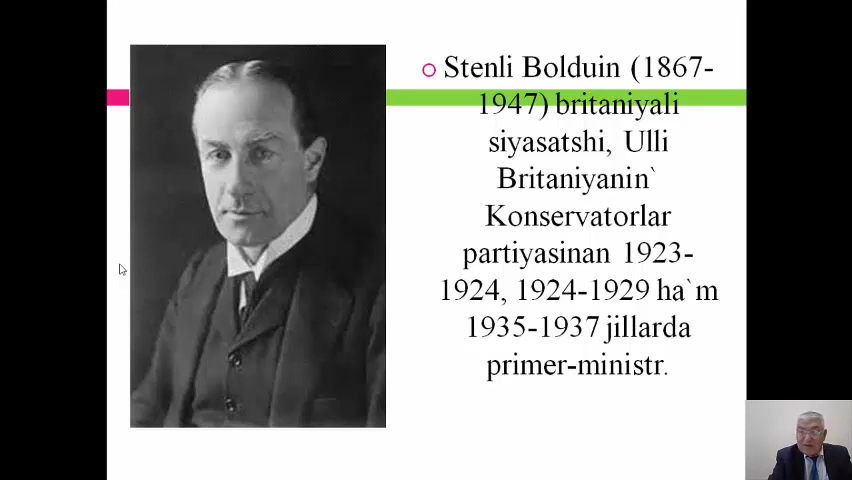 Stenli Bolduin (1867-
1947) britaniyali
siyasatshi, Ulli
Britaniyanin`
Konservatorlar
partiyasinan 1923-
1924, 1924-1929 ha`m
1935-1937 jillarda
primer-ministr.